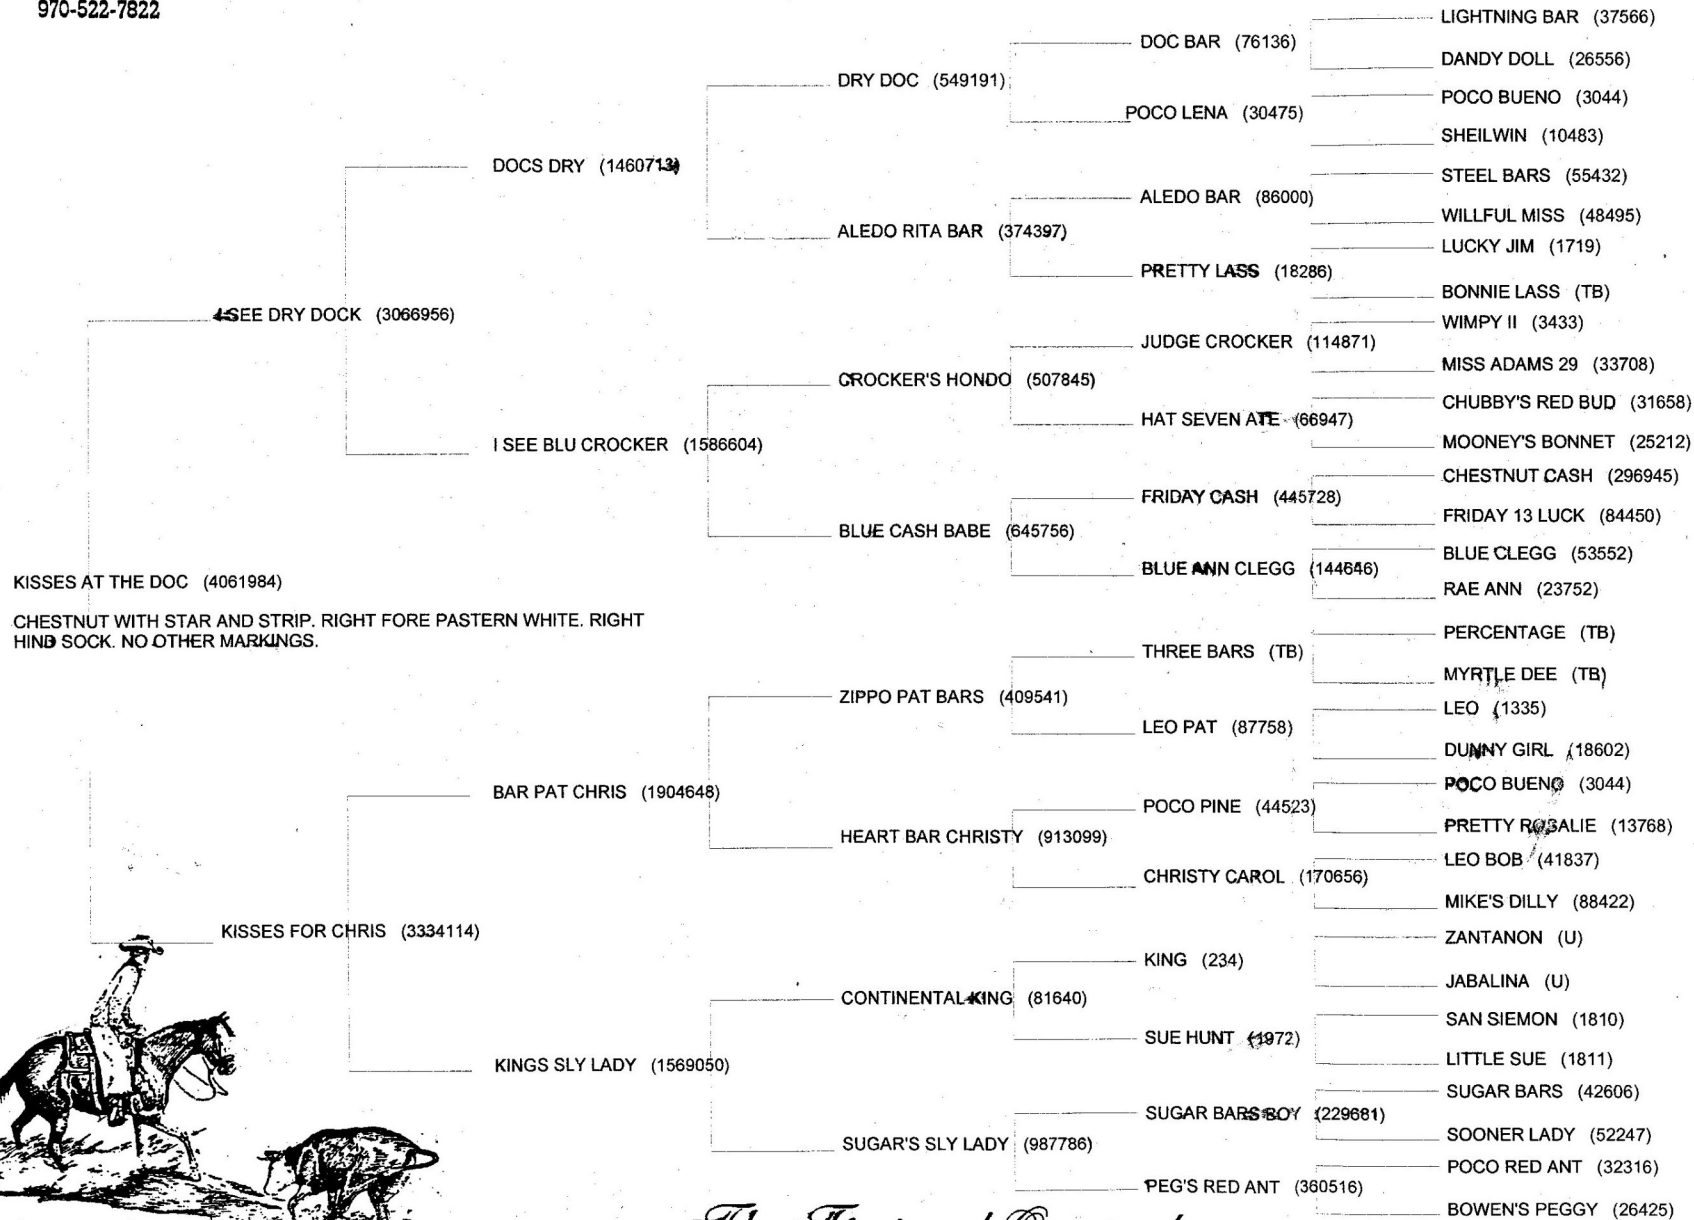 970-522-7822
LIGHTNING BAR (37566)
DOC BAR (76136)
DANDY DOLL (26556)
DRY DOC (549191)
POCO BUENO (3044)
POCO LENA (30475)
SHEILWIN (10483)
DOCS DRY (1460713)
STEEL BARS (55432)
ALEDO BAR (86000)
WILLFUL MISS (48495)
ALEDO RITA BAR (374397)
LUCKY JIM (1719)
PRETTY LASS (18286)
BONNIE LASS (TB)
I SEE DRY DOCK (3066956)
WIMPY II (3433)
JUDGE CROCKER (114871)
MISS ADAMS 29 (33708)
CROCKER'S HONDO (507845)
CHUBBY'S RED BUD (31658)
HAT SEVEN ATE (66947)
MOONEY'S BONNET (25212)
I SEE BLU CROCKER (1586604)
CHESTNUT CASH (296945)
FRIDAY CASH (445728)
FRIDAY 13 LUCK (84450)
BLUE CASH BABE (645756)
BLUE CLEGG (53552)
BLUE ANN CLEGG (144646)
RAE ANN (23752)
KISSES AT THE DOC (4061984)
CHESTNUT WITH STAR AND STRIP. RIGHT FORE PASTERN WHITE. RIGHT
HIND SOCK. NO OTHER MARKINGS.
PERCENTAGE (TB)
THREE BARS (TB)
MYRTLE DEE (TB)
ZIPPO PAT BARS (409541)
LEO (1335)
LEO PAT (87758)
DUNNY GIRL (18602)
BAR PAT CHRIS (1904648)
POCO BUENO (3044)
POCO PINE (44523)
PRETTY ROSALIE (13768)
HEART BAR CHRISTY (913099)
LEO BOB (41837)
CHRISTY CAROL (170656)
MIKE'S DILLY (88422)
KISSES FOR CHRIS (3334114)
ZANTANON (U)
KING (234)
JABALINA (U)
CONTINENTAL KING (81640)
SAN SIEMON (1810)
SUE HUNT (1972)
LITTLE SUE (1811)
KINGS SLY LADY (1569050)
SUGAR BARS (42606)
SUGAR BARS BOY (229681)
SOONER LADY (52247)
SUGAR'S SLY LADY (987786)
POCO RED ANT (32316)
PEG'S RED ANT (360516)
BOWEN'S PEGGY (26425)